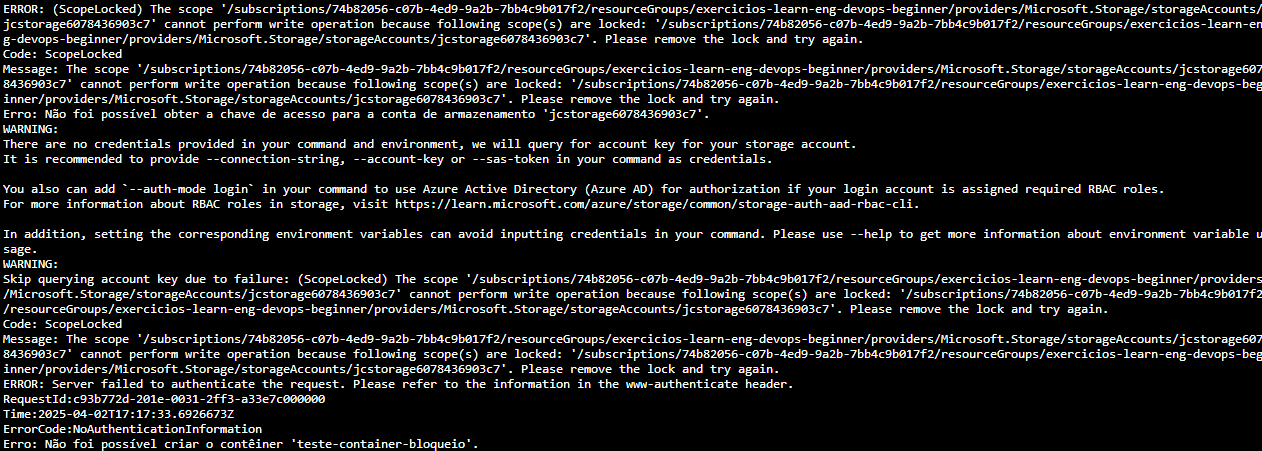 ERROR: (ScopeLocked) The scope '/subscriptions/74b82056-c07b-4ed9-9a2b-7bb4c9b017f2/resourceGroups/exercicios-learn-eng-devops-beginner/providers/Microsoft.Storage/storageAccounts/
jcstorage6078436903c7' cannot perform write operation because following scope(s) are locked: '/subscriptions/74b82056-c07b-4ed9-9a2b-7bb4c9b017f2/resourceGroups/exercicios-learn-en
g-devops-beginner/providers/Microsoft.Storage/storageAccounts/jcstorage6078436903c7'. Please remove the lock and try again.
Code: ScopeLocked
Message: The scope '/subscriptions/74b82056-c07b-4ed9-9a2b-7bb4c9b017f2/resourceGroups/exercicios-learn-eng-devops-beginner/providers/Microsoft.Storage/storageAccounts/jcstorage607
8436903c7' cannot perform write operation because following scope(s) are locked: '/subscriptions/74b82056-c07b-4ed9-9a2b-7bb4c9b017f2/resourceGroups/exercicios-learn-eng-devops-beg
inner/providers/Microsoft.Storage/storageAccounts/jcstorage6078436903c7'. Please remove the lock and try again.
Erro: Não foi possível obter a chave de acesso para a conta de armazenamento 'jcstorage6078436903c7'.
WARNING:
There are no credentials provided in your command and environment, we will query for account key for your storage account.
It is recommended to provide --connection-string, --account-key or --sas-token in your command as credentials.

You also can add `--auth-mode login` in your command to use Azure Active Directory (Azure AD) for authorization if your login account is assigned required RBAC roles.
For more information about RBAC roles in storage, visit https://learn.microsoft.com/azure/storage/common/storage-auth-aad-rbac-cli.

In addition, setting the corresponding environment variables can avoid inputting credentials in your command. Please use --help to get more information about environment variable u
sage.
WARNING:
Skip querying account key due to failure: (ScopeLocked) The scope '/subscriptions/74b82056-c07b-4ed9-9a2b-7bb4c9b017f2/resourceGroups/exercicios-learn-eng-devops-beginner/providers
/Microsoft.Storage/storageAccounts/jcstorage6078436903c7' cannot perform write operation because following scope(s) are locked: '/subscriptions/74b82056-c07b-4ed9-9a2b-7bb4c9b017f2
/resourceGroups/exercicios-learn-eng-devops-beginner/providers/Microsoft.Storage/storageAccounts/jcstorage6078436903c7'. Please remove the lock and try again.
Code: ScopeLocked
Message: The scope '/subscriptions/74b82056-c07b-4ed9-9a2b-7bb4c9b017f2/resourceGroups/exercicios-learn-eng-devops-beginner/providers/Microsoft.Storage/storageAccounts/jcstorage607
8436903c7' cannot perform write operation because following scope(s) are locked: '/subscriptions/74b82056-c07b-4ed9-9a2b-7bb4c9b017f2/resourceGroups/exercicios-learn-eng-devops-beg
inner/providers/Microsoft.Storage/storageAccounts/jcstorage6078436903c7'. Please remove the lock and try again.
ERROR: Server failed to authenticate the request. Please refer to the information in the www-authenticate header.
RequestId:c93b772d-201e-0031-2ff3-a33e7c000000
Time:2025-04-02T17:17:33.6926673Z
ErrorCode:NoAuthenticationInformation
Erro: Não foi possível criar o contêiner 'teste-container-bloqueio'.